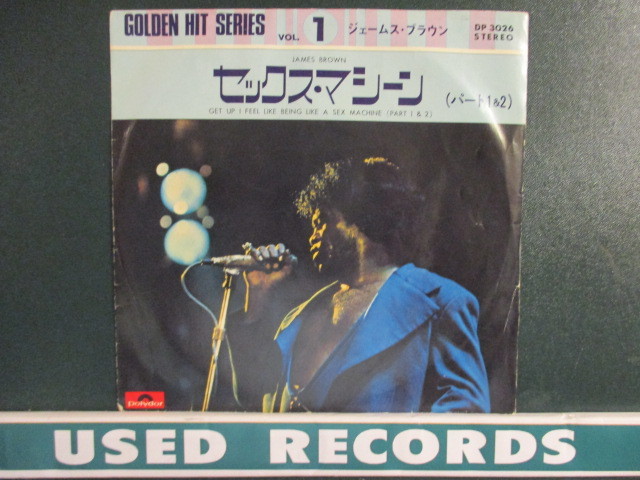 GOLDEN HIT SERIES VOL. 1 ジェームス・ブラウン DP 3026
STEREO
JAMES BROWN
セックス・マシーン (パート1&2)
GET UP I FEEL LIKE BEING LIKE A SEX MACHINE (PART 1 & 2)
polydor
USED RECORDS